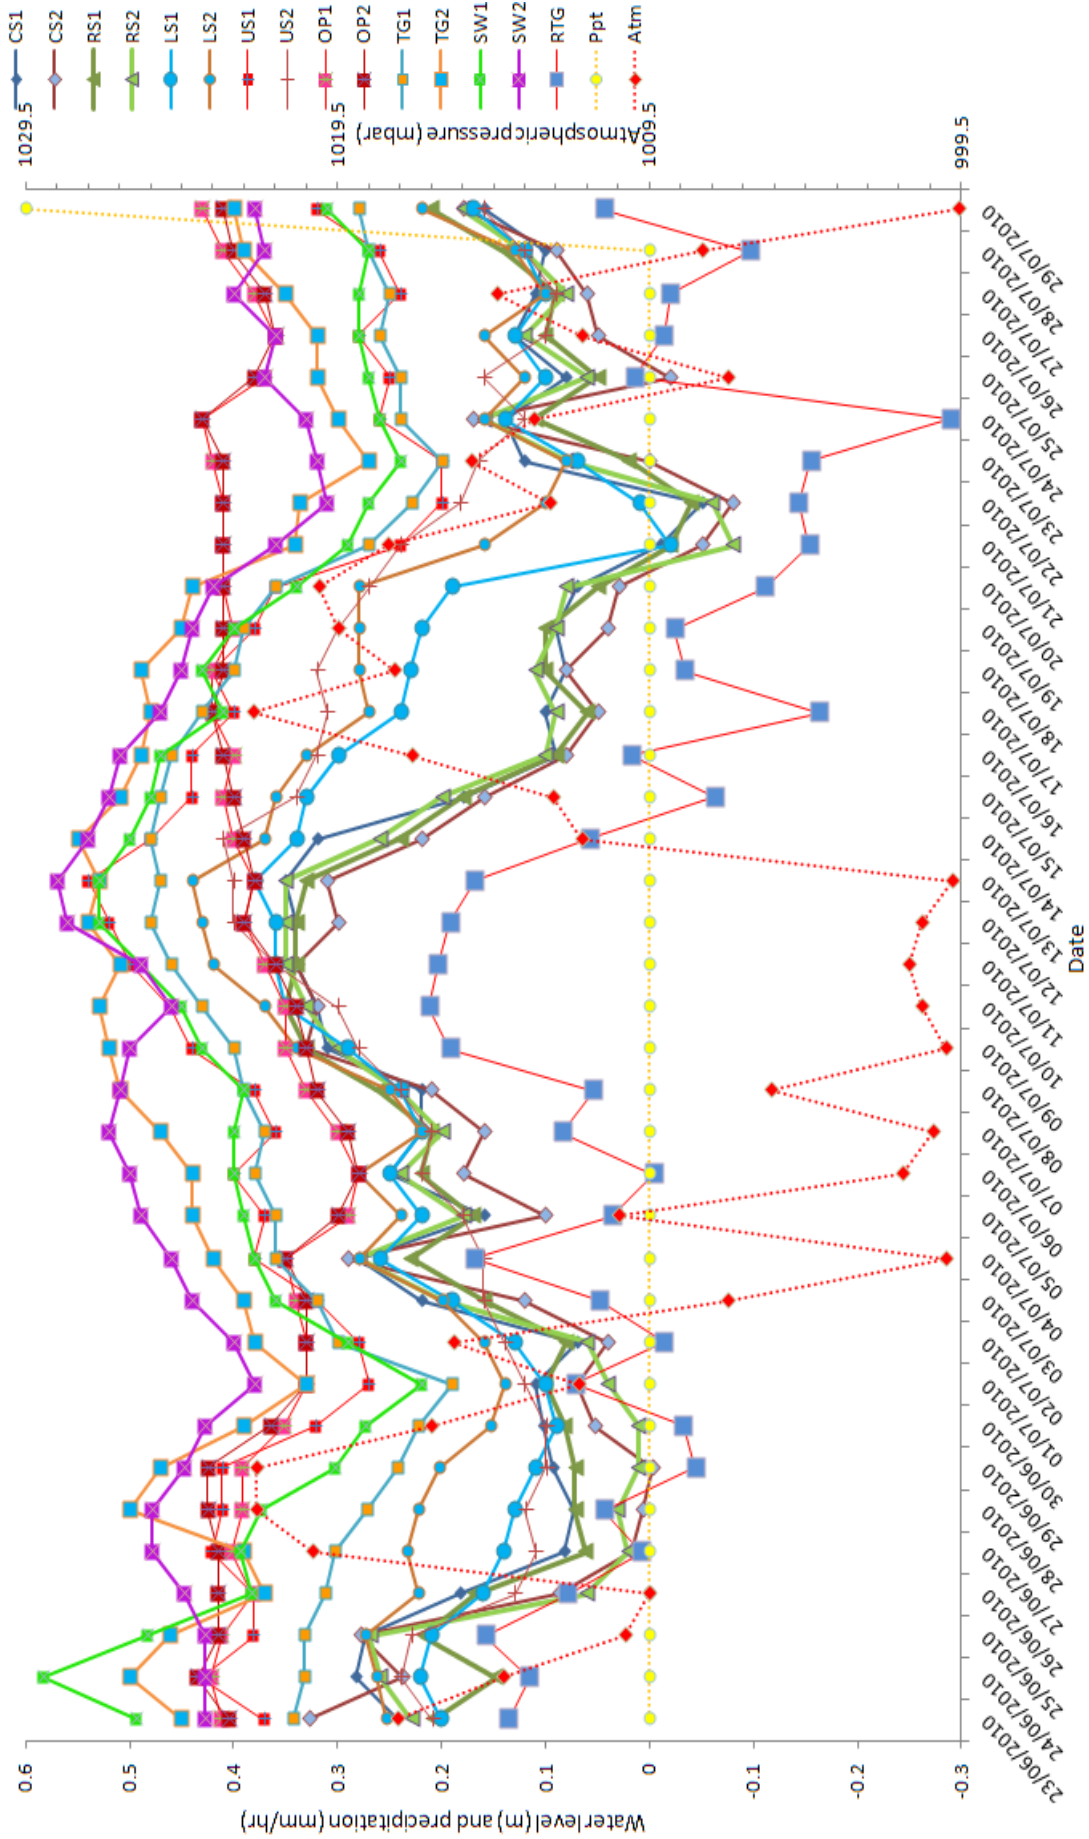 CS1
CS2
RS1
RS2
LS1
LS2
US1
US2
OP1
OP2
TG1
TG2
SW1
SW2
RTG
Ppt
Atm
Atmospheric pressure (mbar)
1029.5
1019.5
1009.5
999.5
Water level (m) and precipitation (mm/hr)
0.6
0.5
0.4
0.3
0.2
0.1
0
-0.1
-0.2
-0.3
23/06/2010
24/06/2010
25/06/2010
26/06/2010
27/06/2010
28/06/2010
29/06/2010
30/06/2010
01/07/2010
02/07/2010
03/07/2010
04/07/2010
05/07/2010
06/07/2010
07/07/2010
08/07/2010
09/07/2010
10/07/2010
11/07/2010
12/07/2010
13/07/2010
14/07/2010
15/07/2010
16/07/2010
17/07/2010
18/07/2010
19/07/2010
20/07/2010
21/07/2010
22/07/2010
23/07/2010
24/07/2010
25/07/2010
26/07/2010
27/07/2010
28/07/2010
29/07/2010
Date